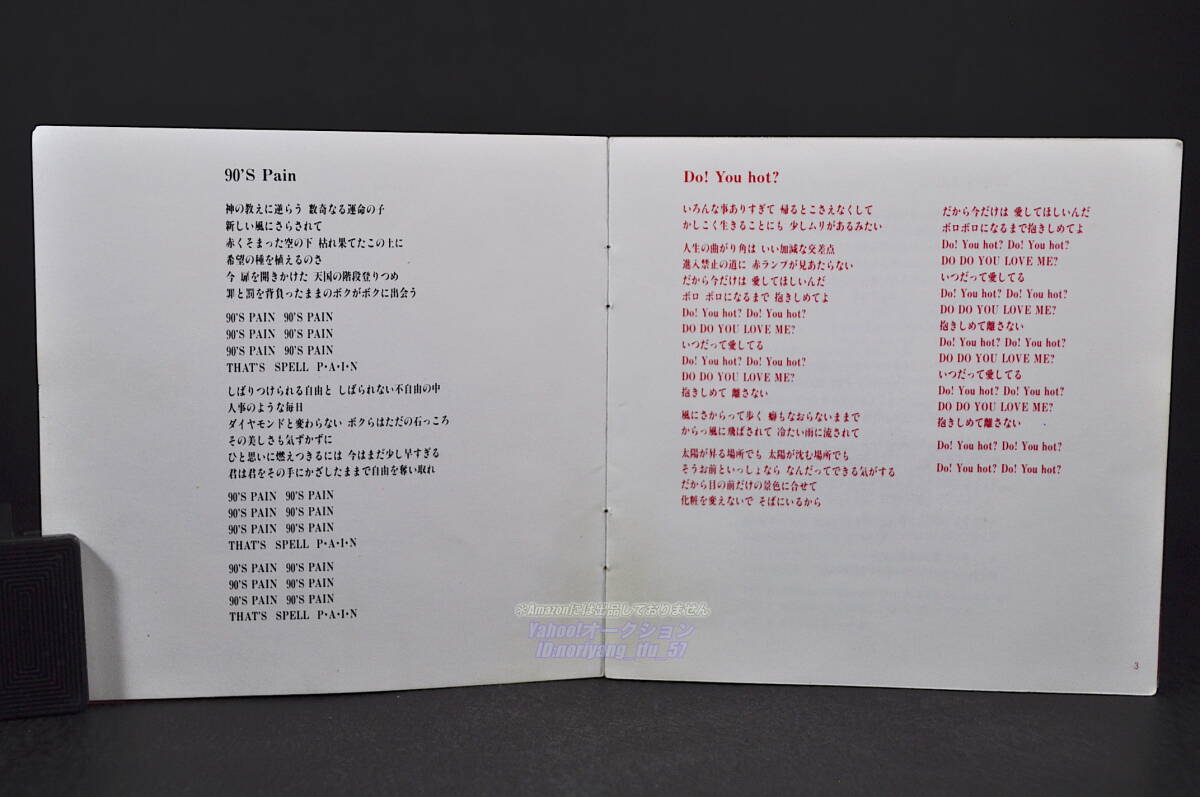 90'S Pain
神の教えに逆らう 数奇なる運命の子
新しい風にさらされて
赤くそまった空の下 枯れ果てたこの土に
希望の種を植えるのさ
今 扉を開きかけた 天国の階段登りつめ
罪と罰を背負ったままのボクがボクに出会う
90'S PAIN 90'S PAIN
90'S PAIN 90'S PAIN
90'S PAIN 90'S PAIN
THAT'S SPELL P・A・I・N
しばりつけられる自由と しばられない不自由の中
人事のような毎日
ダイヤモンドと変わらない ボクらはただの石っころ
その美しさも気ずかずに
ひと思いに燃えつきるには 今はまだ少し早すぎる
君は君をその手にかざしたままで自由を奪い取れ
90'S PAIN 90'S PAIN
90'S PAIN 90'S PAIN
90'S PAIN 90'S PAIN
THAT'S SPELL P・A・I・N
90'S PAIN 90'S PAIN
90'S PAIN 90'S PAIN
90'S PAIN 90'S PAIN
THAT'S SPELL P・A・I・N
Do! You hot?
いろんな事ありすぎて 帰るとこさえなくして
かしこく生きることにも 少しムリがあるみたい
人生の曲がり角は いい加減な交差点
進入禁止の道に 赤ランプが見あたらない
だから今だけは 愛してほしいんだ
ボロ ボロになるまで 抱きしめてよ
Do! You hot? Do! You hot?
DO DO YOU LOVE ME?
いつだって愛してる
Do! You hot? Do! You hot?
DO DO YOU LOVE ME?
抱きしめて 離さない
風にさからって歩く 癖もなおらないままで
からっ風に飛ばされて 冷たい雨に流されて
太陽が昇る場所でも 太陽が沈む場所でも
そうお前といっしょなら なんだってできる気がする
だから目の前だけの景色に合せて
化粧を変えないで そばにいるから
だから今だけは 愛してほしいんだ
ボロボロになるまで抱きしめてよ
Do! You hot? Do! You hot?
DO DO YOU LOVE ME?
いつだって愛してる
Do! You hot? Do! You hot?
DO DO YOU LOVE ME?
抱きしめて離さない
Do! You hot? Do! You hot?
DO DO YOU LOVE ME?
いつだって愛してる
Do! You hot? Do! You hot?
DO DO YOU LOVE ME?
抱きしめて離さない
Do! You hot? Do! You hot?
Do! You hot? Do! You hot?
3
※Amazonには出品しておりません
Yahoo!オークション
ID:noriyang_ifu_57